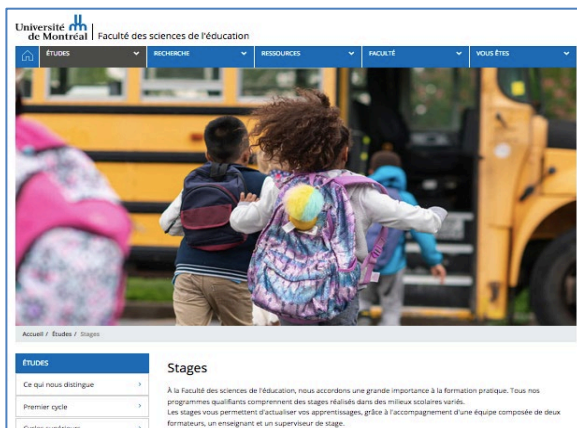 Université
de Montréal
Faculté des sciences de l'éducation
ÉTUDES
RECHERCHE
RESSOURCES
FACULTÉ
VOUS ÊTES
Accueil / Études / Stages
ÉTUDES
Ce qui nous distingue
Premier cycle
Cycles supérieurs
Stages
À la Faculté des sciences de l'éducation, nous accordons une grande importance à la formation pratique. Tous nos
programmes qualifiants comprennent des stages réalisés dans des milieux scolaires variés.
Les stages vous permettent d'actualiser vos apprentissages, grâce à l'accompagnement d'une équipe composée de deux
formateurs, un enseignant et un superviseur de stage.